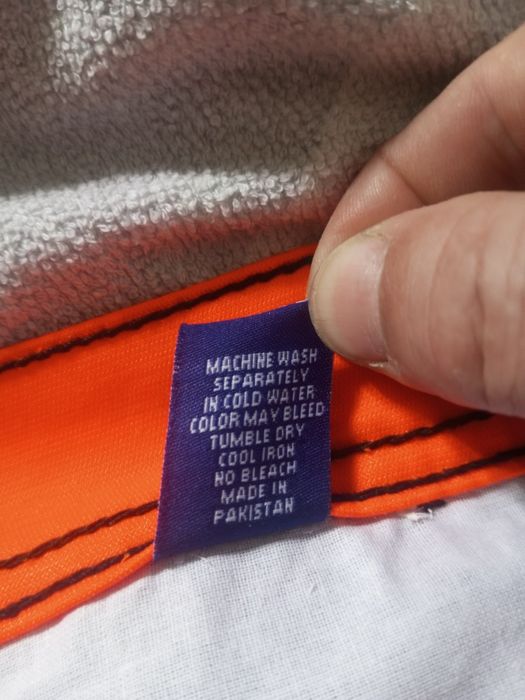 MACHINE WASH
SEPARATELY
IN COLD WATER
COLOR MAY BLEED
TUMBLE DRY
COOL IRON
NO BLEACH
MADE IN
PAKISTAN